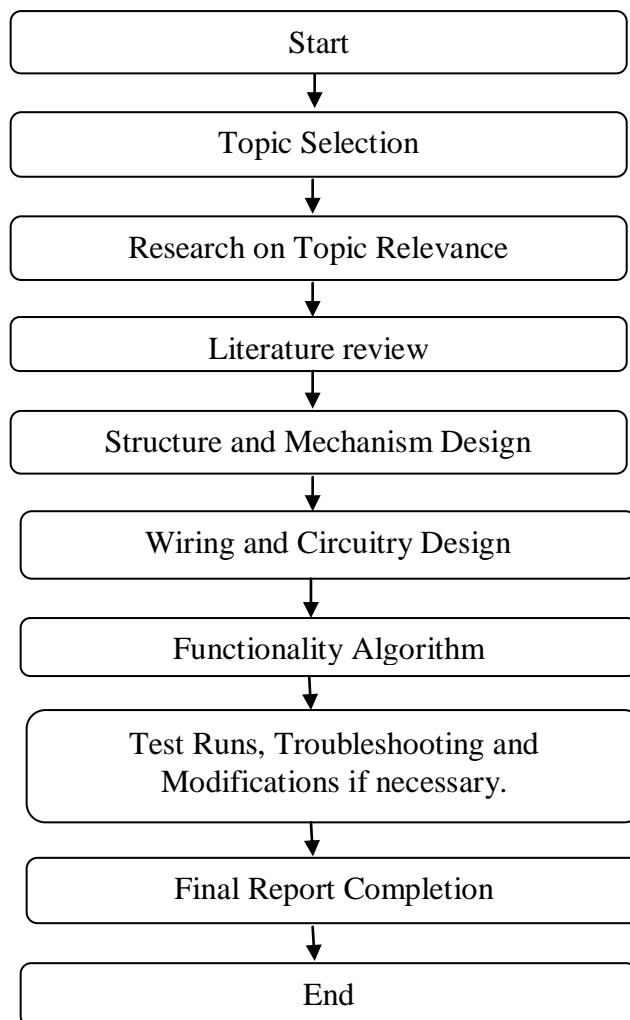 Start
Topic Selection
Research on Topic Relevance
Literature review
Structure and Mechanism Design
Wiring and Circuitry Design
Functionality Algorithm
Test Runs, Troubleshooting and
Modifications if necessary.
Final Report Completion
End